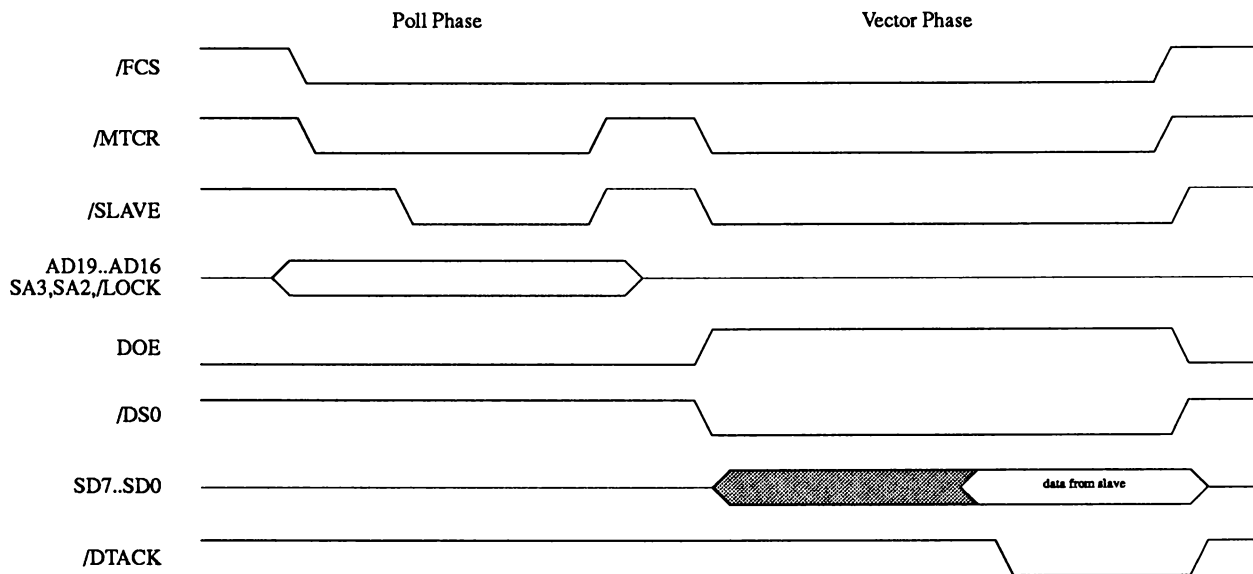 Poll Phase
Vector Phase
/FCS
/MTCR
/SLAVE
AD19..AD16
SA3,SA2,/LOCK
DOE
/DS0
SD7..SD0
data from slave
/DTACK